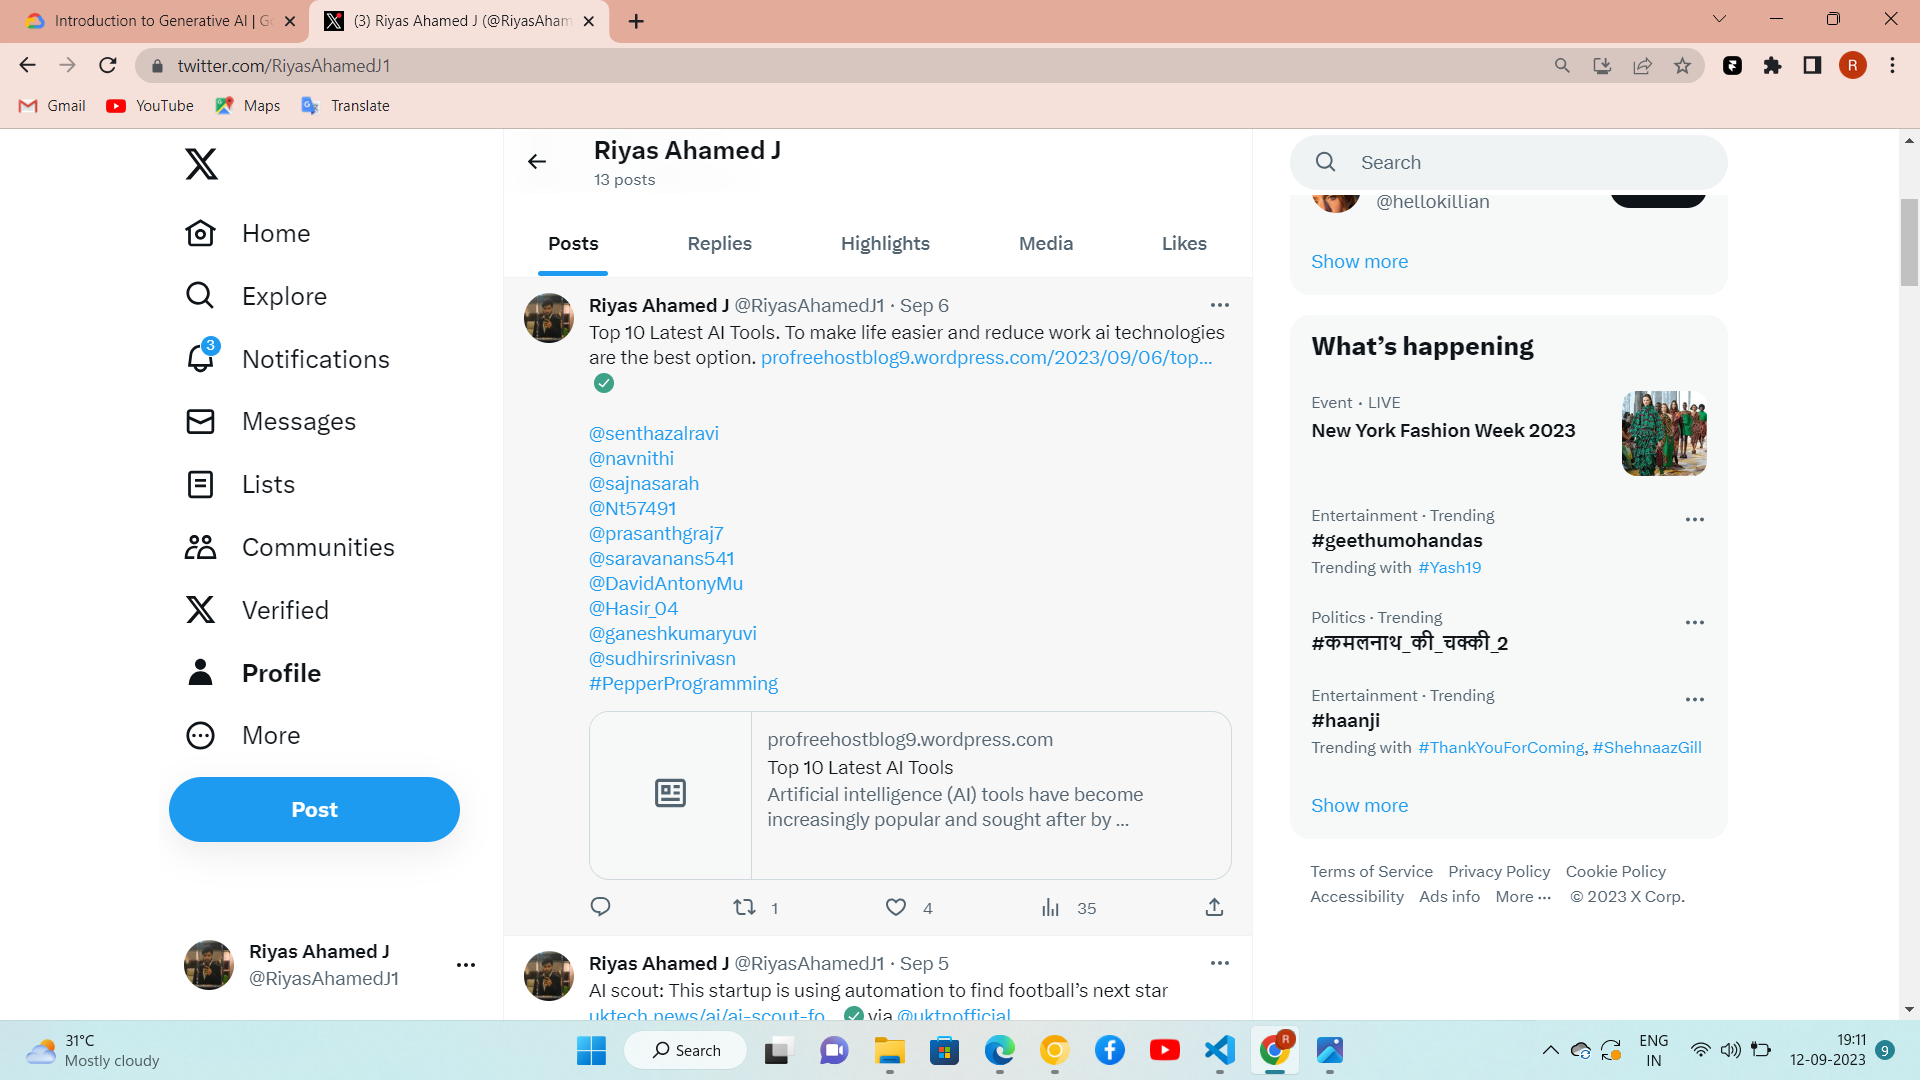 Introduction to Generative AI | Go
(3) Riyas Ahamed J (@RiyasAham
twitter.com/RiyasAhamedJ1
R
Gmail
YouTube
Maps
Translate
Home
Explore
3
Notifications
Messages
Lists
Communities
Verified
Profile
More
Post
Riyas Ahamed J
@RiyasAhamedJ1
Riyas Ahamed J
13 posts
Posts
Replies
Highlights
Media
Likes
Riyas Ahamed J @RiyasAhamedJ1 · Sep 6
Top 10 Latest AI Tools. To make life easier and reduce work ai technologies
are the best option. profreehostblog9.wordpress.com/2023/09/06/top...
@senthazalravi
@navnithi
@sajnasarah
@Nt57491
@prasanthgraj7
@saravanans541
@DavidAntonyMu
@Hasir_04
@ganeshkumaryuvi
@sudhirsrinivasn
#PepperProgramming
profreehostblog9.wordpress.com
Top 10 Latest AI Tools
Artificial intelligence (AI) tools have become
increasingly popular and sought after by ...
1
4
35
Riyas Ahamed J @RiyasAhamedJ1 · Sep 5
AI scout: This startup is using automation to find football's next star
uktech.news/ai/ai-scout-fo... via @uktnofficial
Search
@hellokillian
Show more
What's happening
Event · LIVE
New York Fashion Week 2023
Entertainment · Trending
#geethumohandas
Trending with #Yash19
Politics · Trending
#कमलनाथ_की_चक्की_2
Entertainment · Trending
#haanji
Trending with #ThankYouForComing, #ShehnaazGill
Show more
Terms of Service Privacy Policy Cookie Policy
Accessibility Ads info More ··· © 2023 X Corp.
31°C
Mostly cloudy
Search
R
ENG
IN
19:11
12-09-2023
9